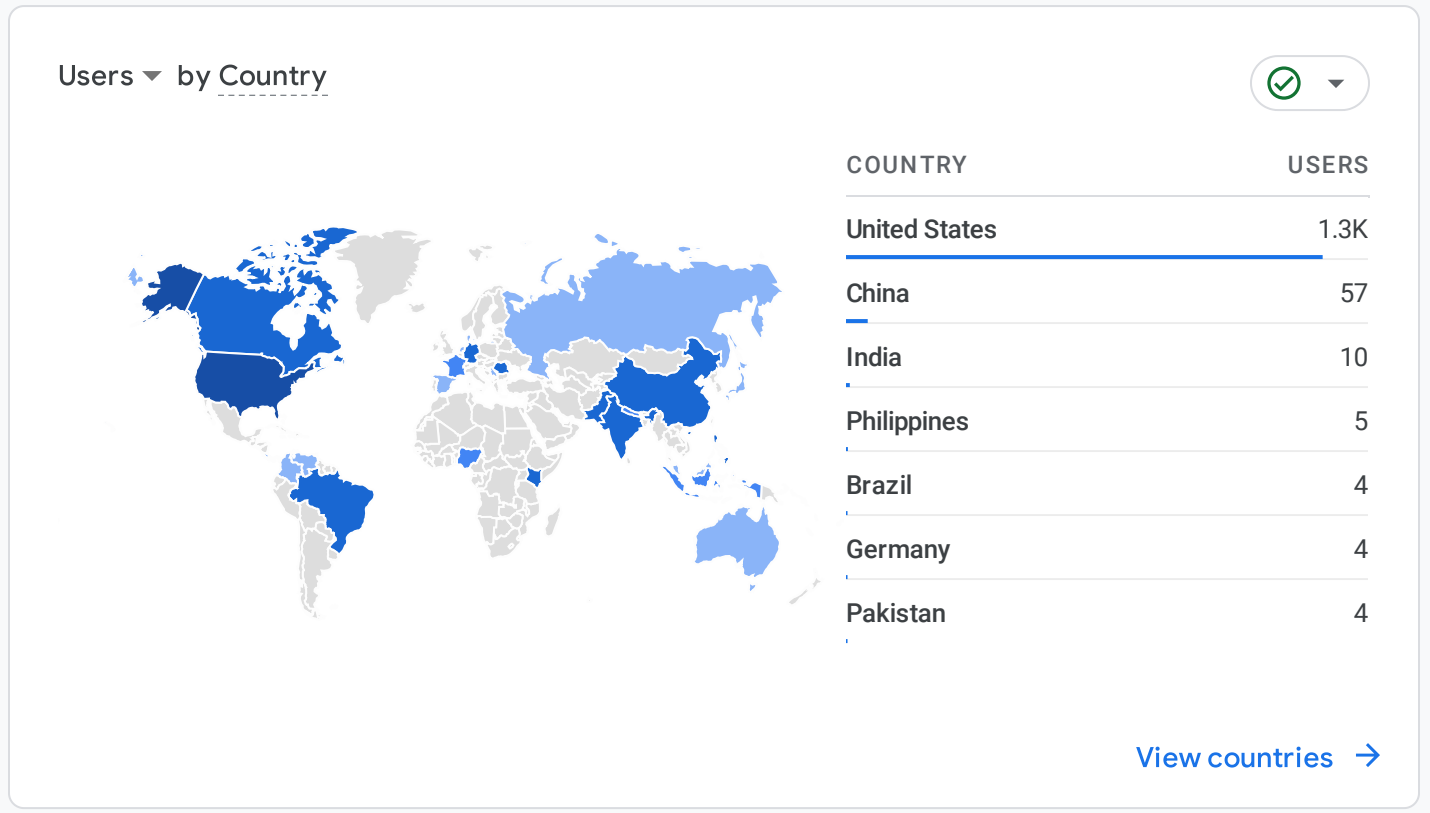 Users by Country
COUNTRY USERS
United States 1.3K
China 57
India 10
Philippines 5
Brazil 4
Germany 4
Pakistan 4
View countries